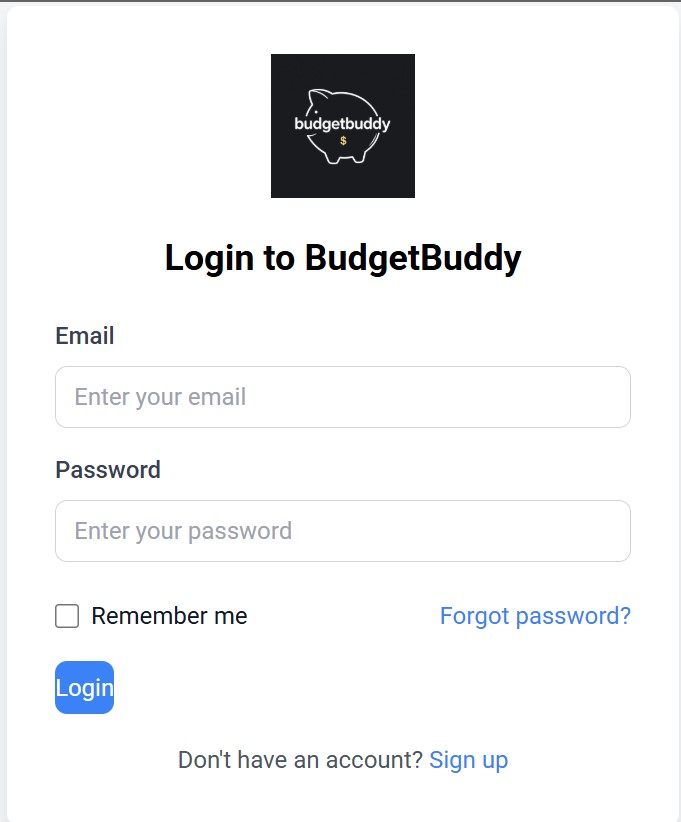 budgetbuddy
$
Login to BudgetBuddy
Email
Enter your email
Password
Enter your password
Remember me Forgot password?
Login
Don't have an account? Sign up